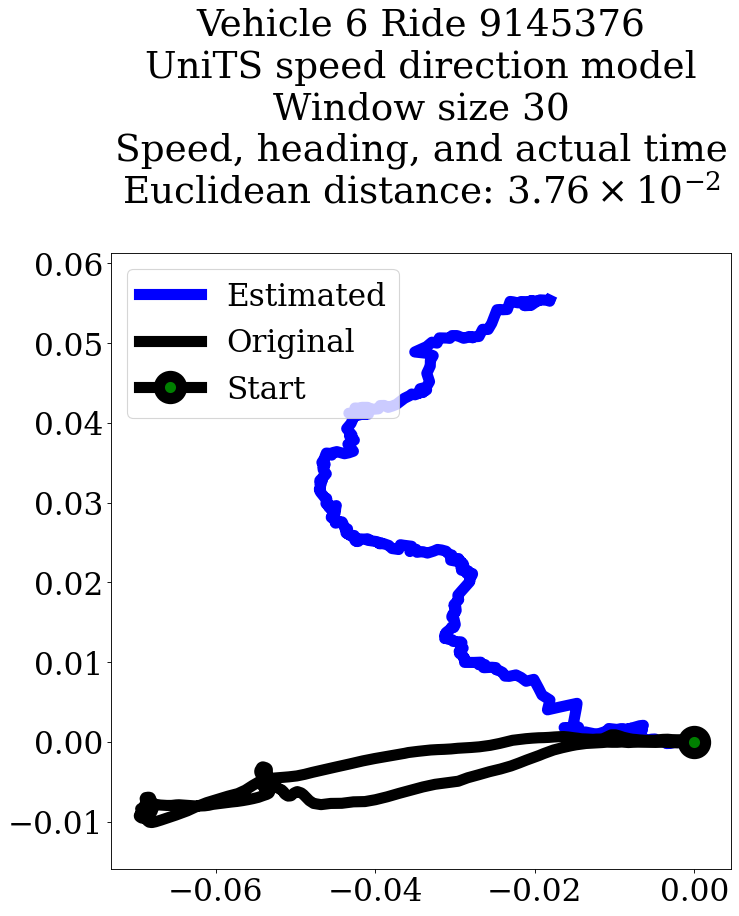 Vehicle 6 Ride 9145376
UniTS speed direction model
Window size 30
Speed, heading, and actual time
Euclidean distance: 3.76 × 10⁻²
0.06
0.05
0.04
0.03
0.02
0.01
0.00
−0.01
Estimated
Original
Start
−0.06 −0.04 −0.02 0.00